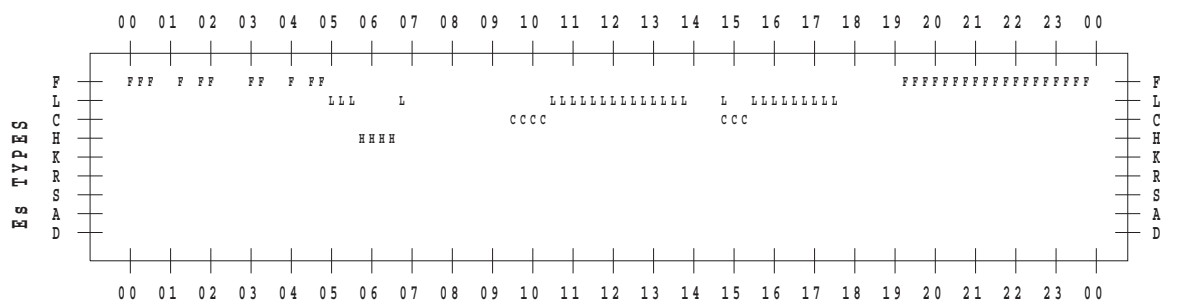 00 01 02 03 04 05 06 07 08 09 10 11 12 13 14 15 16 17 18 19 20 21 22 23 00
F FFF F FF FF F FF FFFFFFFFFFFFFFFFFFF F
L LLL L LLLLLLLLLLLLLL L LLLLLLLLL L
C CCCC CCC C
H HHHH H
K K
R R
S S
A A
D D
Es TYPES
00 01 02 03 04 05 06 07 08 09 10 11 12 13 14 15 16 17 18 19 20 21 22 23 00